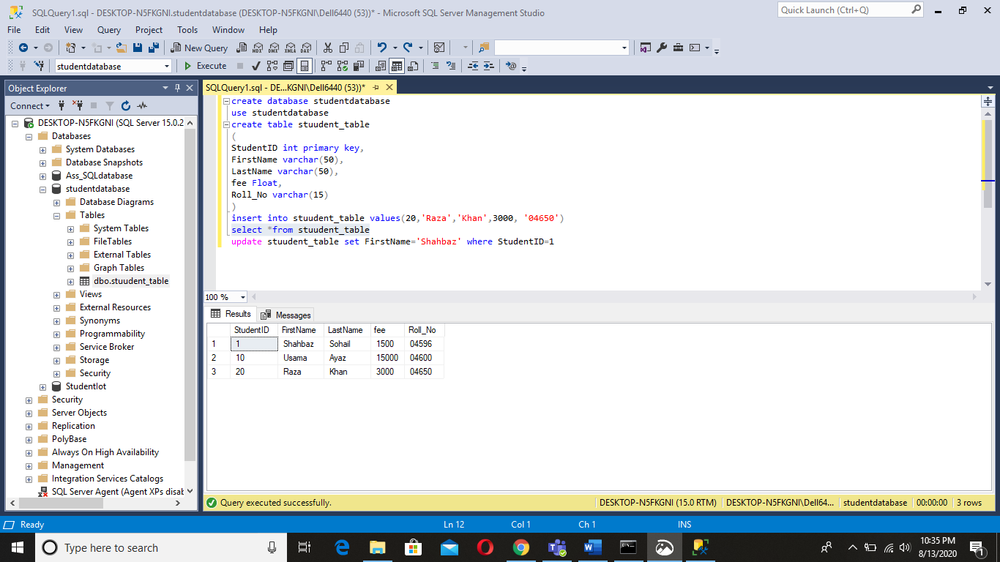 SQLQuery1.sql - DESKTOP-N5FKGNI.studentdatabase (DESKTOP-N5FKGNI\Dell6440 (53))* - Microsoft SQL Server Management Studio
Quick Launch (Ctrl+Q)
File Edit View Query Project Tools Window Help
New Query MDX DMX XMLA DAX
studentdatabase Execute
Object Explorer
Connect
DESKTOP-N5FKGNI (SQL Server 15.0.2
Databases
System Databases
Database Snapshots
Ass_SQLdatabase
studentdatabase
Database Diagrams
Tables
System Tables
FileTables
External Tables
Graph Tables
dbo.stuudent_table
Views
External Resources
Synonyms
Programmability
Service Broker
Storage
Security
Studentlot
Security
Server Objects
Replication
PolyBase
Always On High Availability
Management
Integration Services Catalogs
SQL Server Agent (Agent XPs disab
SQLQuery1.sql - DE...KGNI\Dell6440 (53))*
create database studentdatabase
use studentdatabase
create table stuudent_table
(
StudentID int primary key,
FirstName varchar(50),
LastName varchar(50),
fee Float,
Roll_No varchar(15)
)
insert into stuudent_table values(20,'Raza','Khan',3000, '04650')
select *from stuudent_table
update stuudent_table set FirstName='Shahbaz' where StudentID=1
100 %
Results Messages
StudentID FirstName LastName fee Roll_No
1 1 Shahbaz Sohail 1500 04596
2 10 Usama Ayaz 15000 04600
3 20 Raza Khan 3000 04650
Query executed successfully. DESKTOP-N5FKGNI (15.0 RTM) DESKTOP-N5FKGNI\Dell64... studentdatabase 00:00:00 3 rows
Ready Ln 12 Col 1 Ch 1 INS
Type here to search
10:35 PM
8/13/2020
1